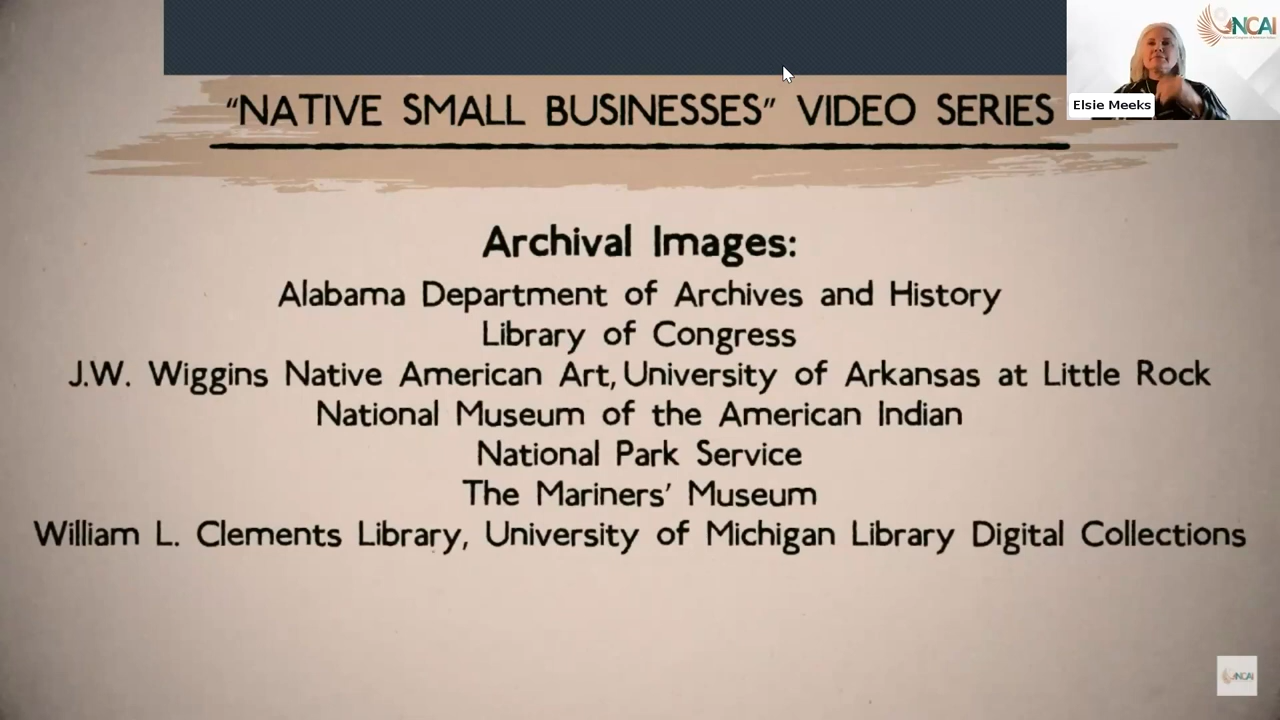 NCAI
Elsie Meeks
“NATIVE SMALL BUSINESSES” VIDEO SERIES
Archival Images:
Alabama Department of Archives and History
Library of Congress
J.W. Wiggins Native American Art, University of Arkansas at Little Rock
National Museum of the American Indian
National Park Service
The Mariners’ Museum
William L. Clements Library, University of Michigan Library Digital Collections
NCAI